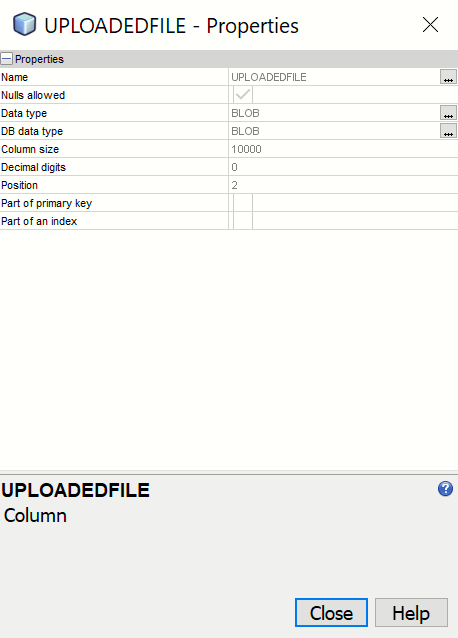 UPLOADEDFILE - Properties
Properties
Name UPLOADEDFILE ...
Nulls allowed
Data type BLOB ...
DB data type BLOB ...
Column size 10000
Decimal digits 0
Position 2
Part of primary key
Part of an index
UPLOADEDFILE ?
Column
Close Help